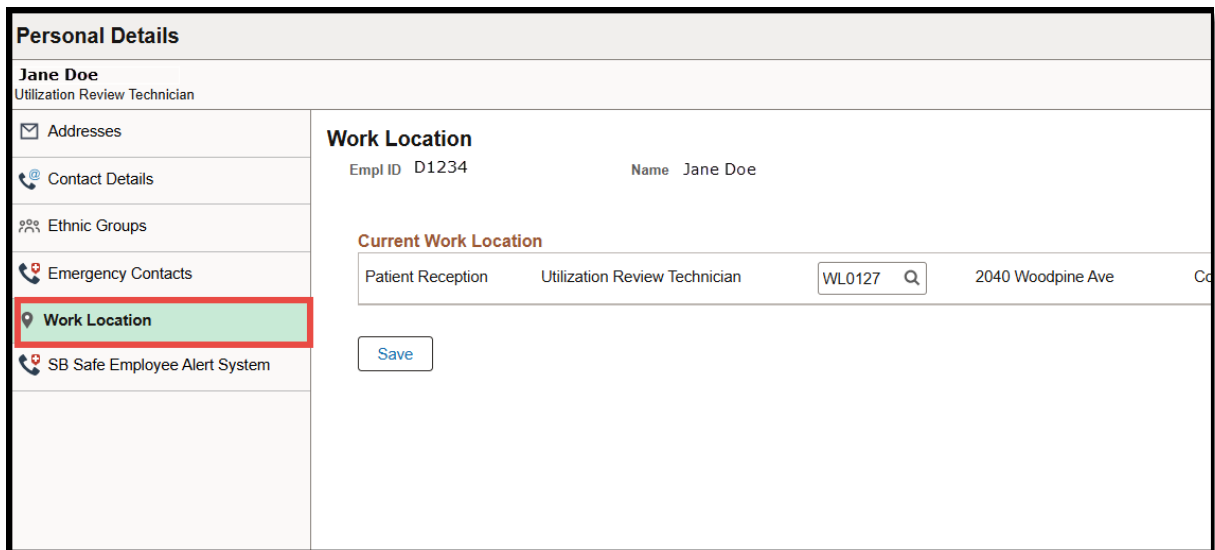 Personal Details
Jane Doe
Utilization Review Technician
Addresses
Contact Details
Ethnic Groups
Emergency Contacts
Work Location
SB Safe Employee Alert System
Work Location
Empl ID D1234 Name Jane Doe
Current Work Location
Patient Reception Utilization Review Technician WL0127 2040 Woodpine Ave
Save